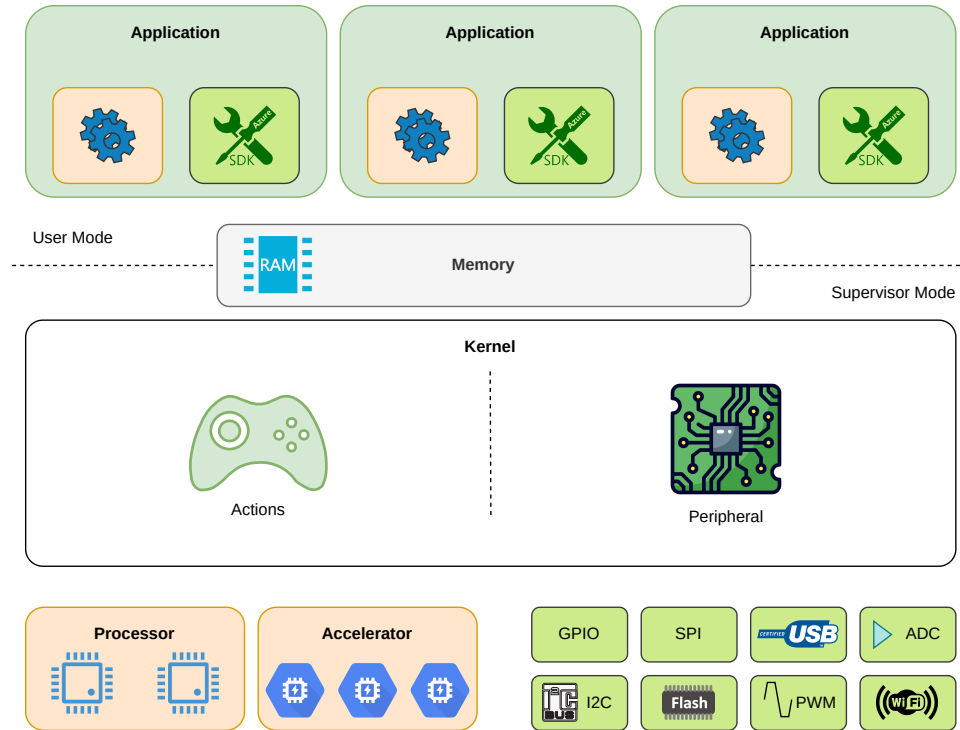 Application
Application
Application
Azure
SDK
Azure
SDK
Azure
SDK
User Mode
RAM
Memory
Supervisor Mode
Kernel
Actions
Peripheral
Processor
Accelerator
GPIO
SPI
CERTIFIED USB
ADC
I2C BUS
I2C
Flash
PWM
Wi Fi